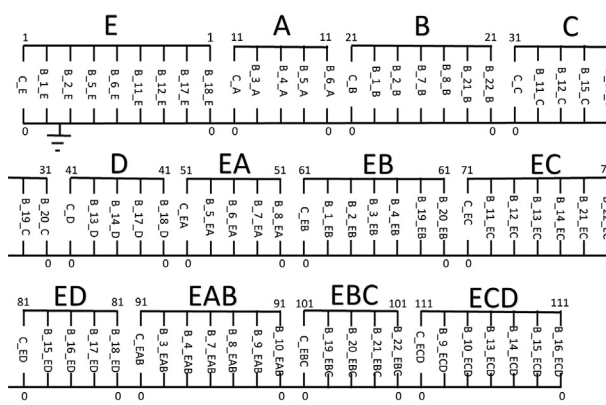 E A B C
1 1 11 11 21 21 31
C_E B_1_E B_2_E B_5_E B_6_E B_11_E B_12_E B_17_E B_18_E C_A B_3_A B_4_A B_5_A B_6_A C_B B_1_B B_2_B B_7_B B_8_B B_21_B B_22_B C_C B_11_C B_12_C B_15_C
0 0 0 0 0 0 0
D EA EB EC
31 41 41 51 51 61 61 71
B_19_C B_20_C C_D B_13_D B_14_D B_17_D B_18_D C_EA B_5_EA B_6_EA B_7_EA B_8_EA C_EB B_1_EB B_2_EB B_3_EB B_4_EB B_19_EB B_20_EB C_EC B_11_EC B_12_EC B_13_EC B_14_EC B_21_EC
0 0 0 0 0 0 0 0
ED EAB EBC ECD
81 81 91 91 101 101 111 111
C_ED B_15_ED B_16_ED B_17_ED B_18_ED C_EAB B_3_EAB B_4_EAB B_7_EAB B_8_EAB B_9_EAB B_10_EAB C_EBC B_19_EBC B_20_EBC B_21_EBC B_22_EBC C_ECD B_9_ECD B_10_ECD B_13_ECD B_14_ECD B_15_ECD B_16_ECD
0 0 0 0 0 0 0 0